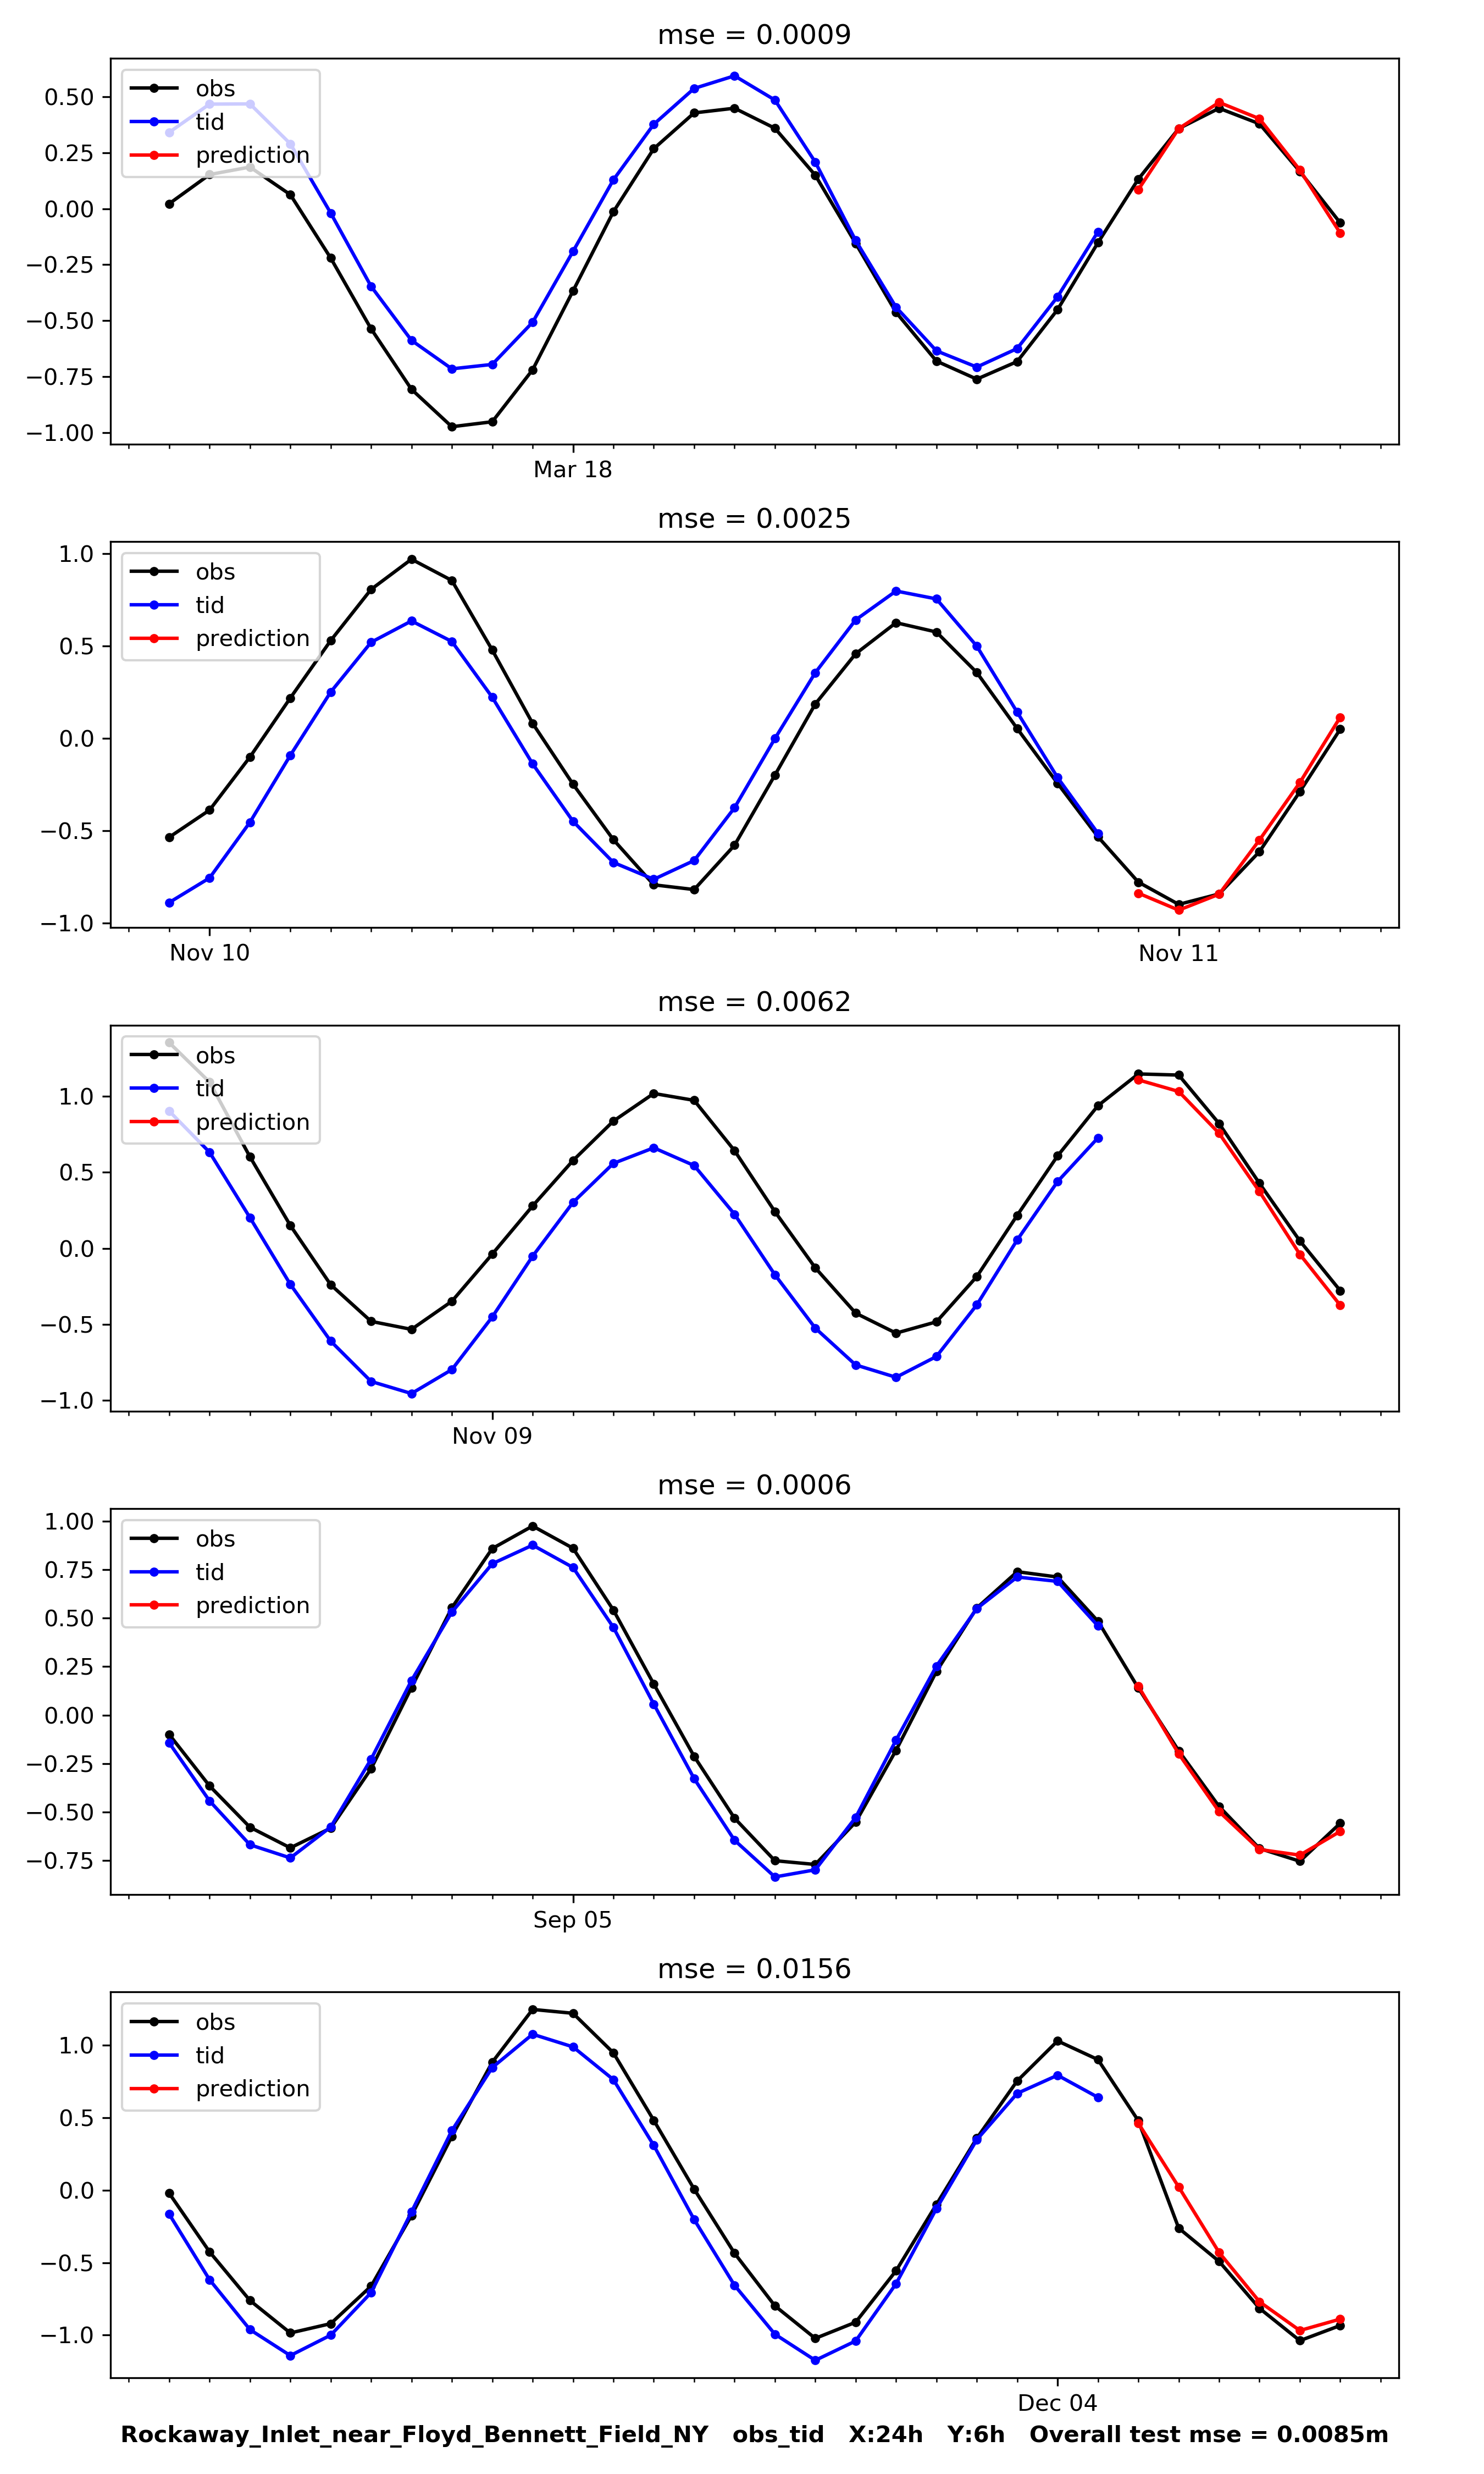 mse = 0.0009
obs
tid
prediction
0.50
0.25
0.00
−0.25
−0.50
−0.75
−1.00
Mar 18
mse = 0.0025
obs
tid
prediction
1.0
0.5
0.0
−0.5
−1.0
Nov 10 Nov 11
mse = 0.0062
obs
tid
prediction
1.0
0.5
0.0
−0.5
−1.0
Nov 09
mse = 0.0006
obs
tid
prediction
1.00
0.75
0.50
0.25
0.00
−0.25
−0.50
−0.75
Sep 05
mse = 0.0156
obs
tid
prediction
1.0
0.5
0.0
−0.5
−1.0
Dec 04
Rockaway_Inlet_near_Floyd_Bennett_Field_NY obs_tid X:24h Y:6h Overall test mse = 0.0085m